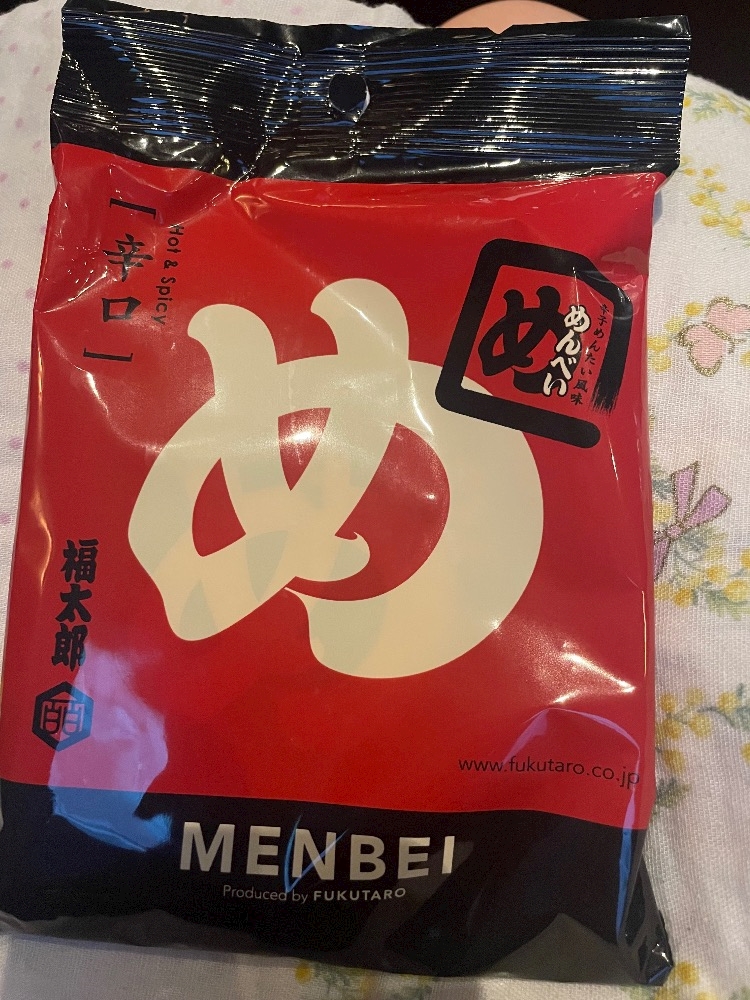 [辛口]
Hot & Spicy
め
めんべい
辛子めんたい風味
め
福太郎
www.fukutaro.co.jp
MENBEI
Produced by FUKUTARO